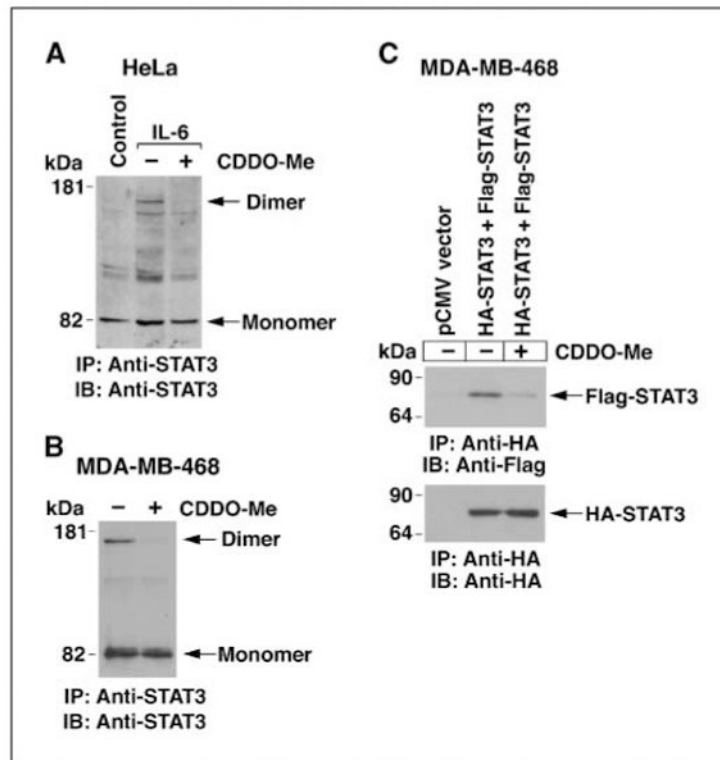 A
HeLa
Control
IL-6
kDa
− + CDDO-Me
181
Dimer
82
Monomer
IP: Anti-STAT3
IB: Anti-STAT3
B
MDA-MB-468
kDa − + CDDO-Me
181
Dimer
82
Monomer
IP: Anti-STAT3
IB: Anti-STAT3
C
MDA-MB-468
pCMV vector
HA-STAT3 + Flag-STAT3
HA-STAT3 + Flag-STAT3
kDa − − + CDDO-Me
90
Flag-STAT3
64
IP: Anti-HA
IB: Anti-Flag
90
HA-STAT3
64
IP: Anti-HA
IB: Anti-HA